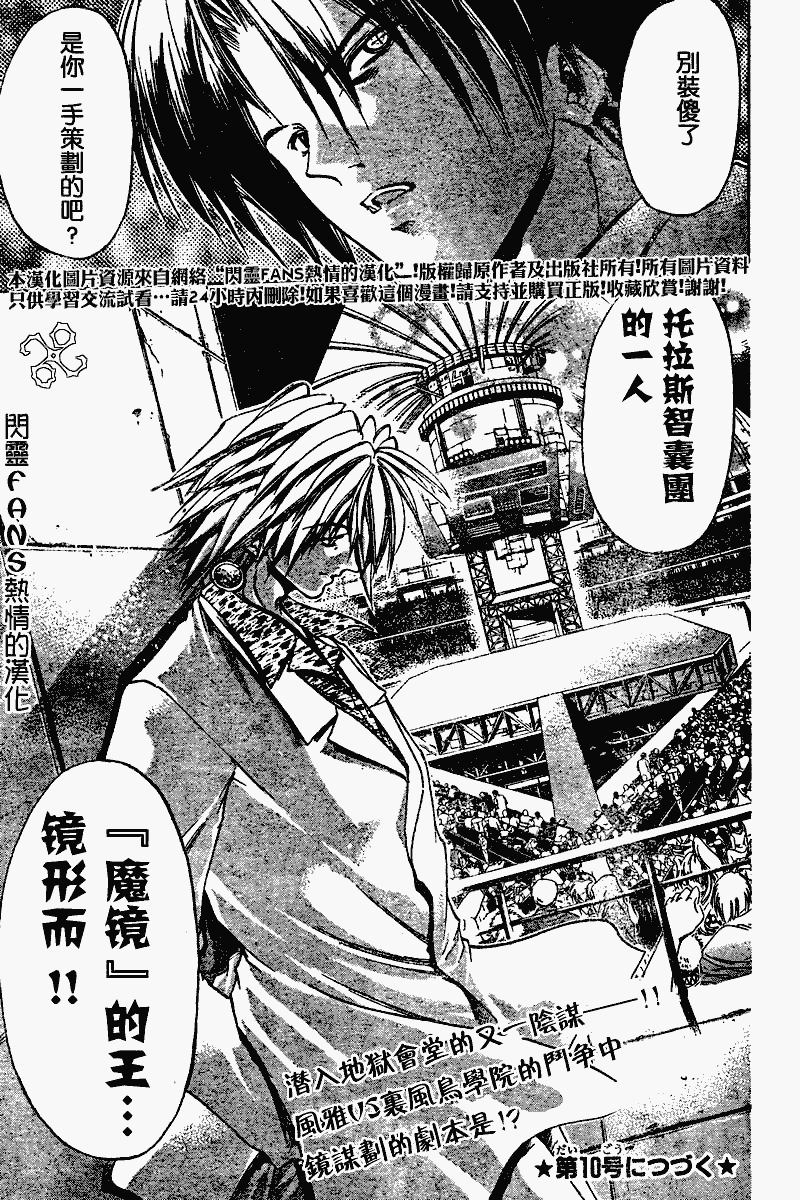 別裝傻了
是你一手策劃的吧?
本漢化圖片資源來自網絡“閃靈FANS熱情的漢化”!版權歸原作者及出版社所有!所有圖片資料
只供學習交流試看…請24小時內刪除!如果喜歡這個漫畫!請支持並購買正版!收藏欣賞!謝謝!
托拉斯智囊團
的一人
閃靈FANS熱情的漢化
『魔镜』的王…
镜形而!!
潜入地獄會堂的又一陰謀——!!
風雅VS裏風鳥學院的鬥争中
鏡謀劃的劇本是!?
★第10号につづく★
だい ごう